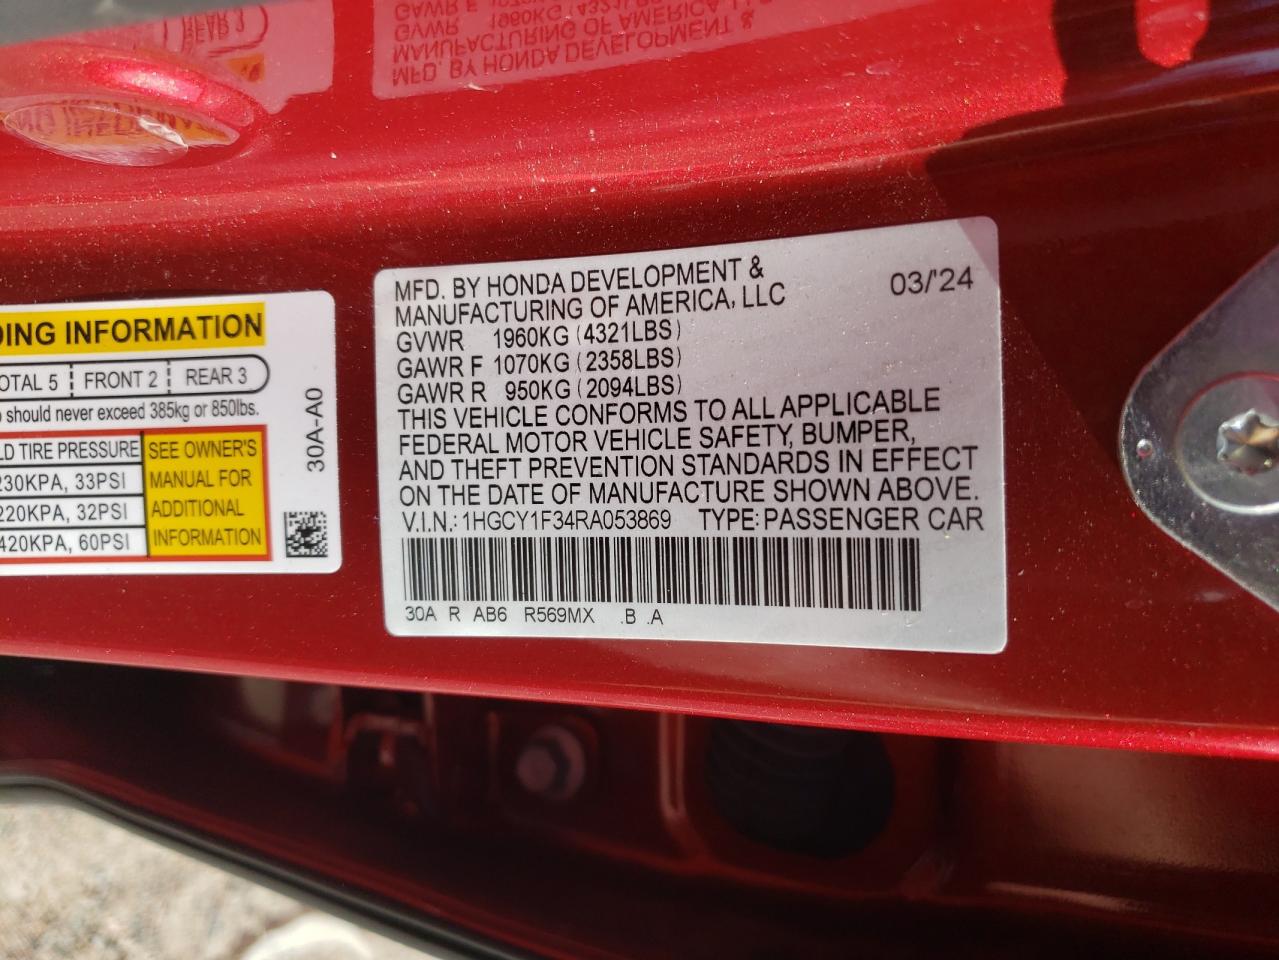 DING INFORMATION
OTAL 5 FRONT 2 REAR 3
should never exceed 385kg or 850lbs.
LD TIRE PRESSURE
230KPA, 33PSI
220KPA, 32PSI
420KPA, 60PSI
SEE OWNER'S
MANUAL FOR
ADDITIONAL
INFORMATION
30A-A0
MFD. BY HONDA DEVELOPMENT &
MANUFACTURING OF AMERICA, LLC
03/'24
GVWR 1960KG (4321LBS)
GAWR F 1070KG (2358LBS)
GAWR R 950KG (2094LBS)
THIS VEHICLE CONFORMS TO ALL APPLICABLE
FEDERAL MOTOR VEHICLE SAFETY, BUMPER,
AND THEFT PREVENTION STANDARDS IN EFFECT
ON THE DATE OF MANUFACTURE SHOWN ABOVE.
V.I.N.: 1HGCY1F34RA053869 TYPE: PASSENGER CAR
30A R AB6 R569MX .B .A